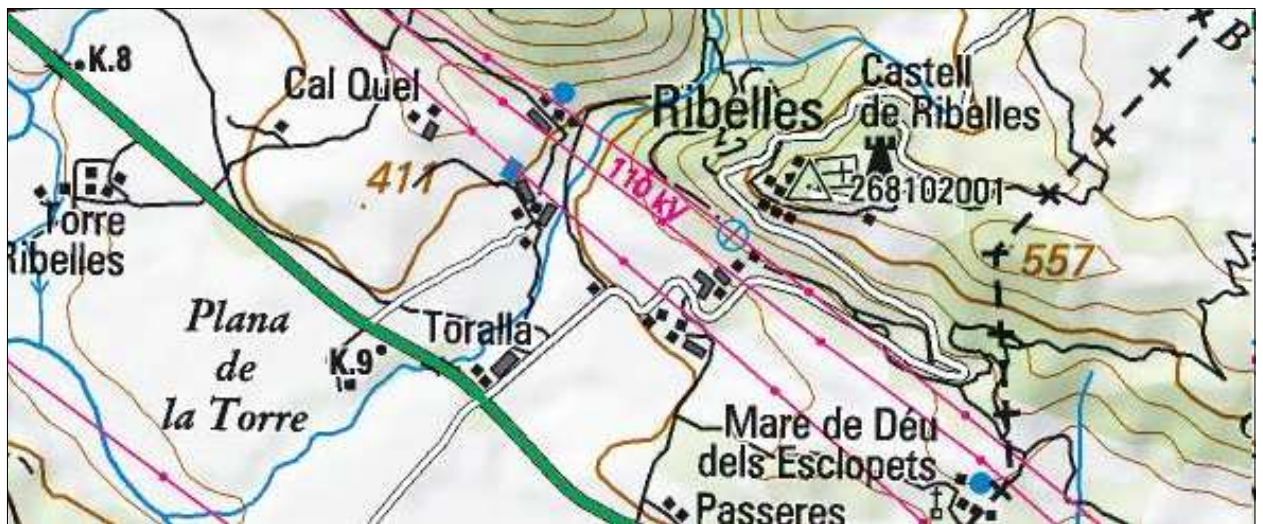 B
K.8
Cal Quel
Castell
de Ribelles
Ribelles
411
110 kV
268102001
Torre
Ribelles
557
Plana
de
la Torre
Toralla
K.9
Mare de Déu
dels Esclopets
Passeres